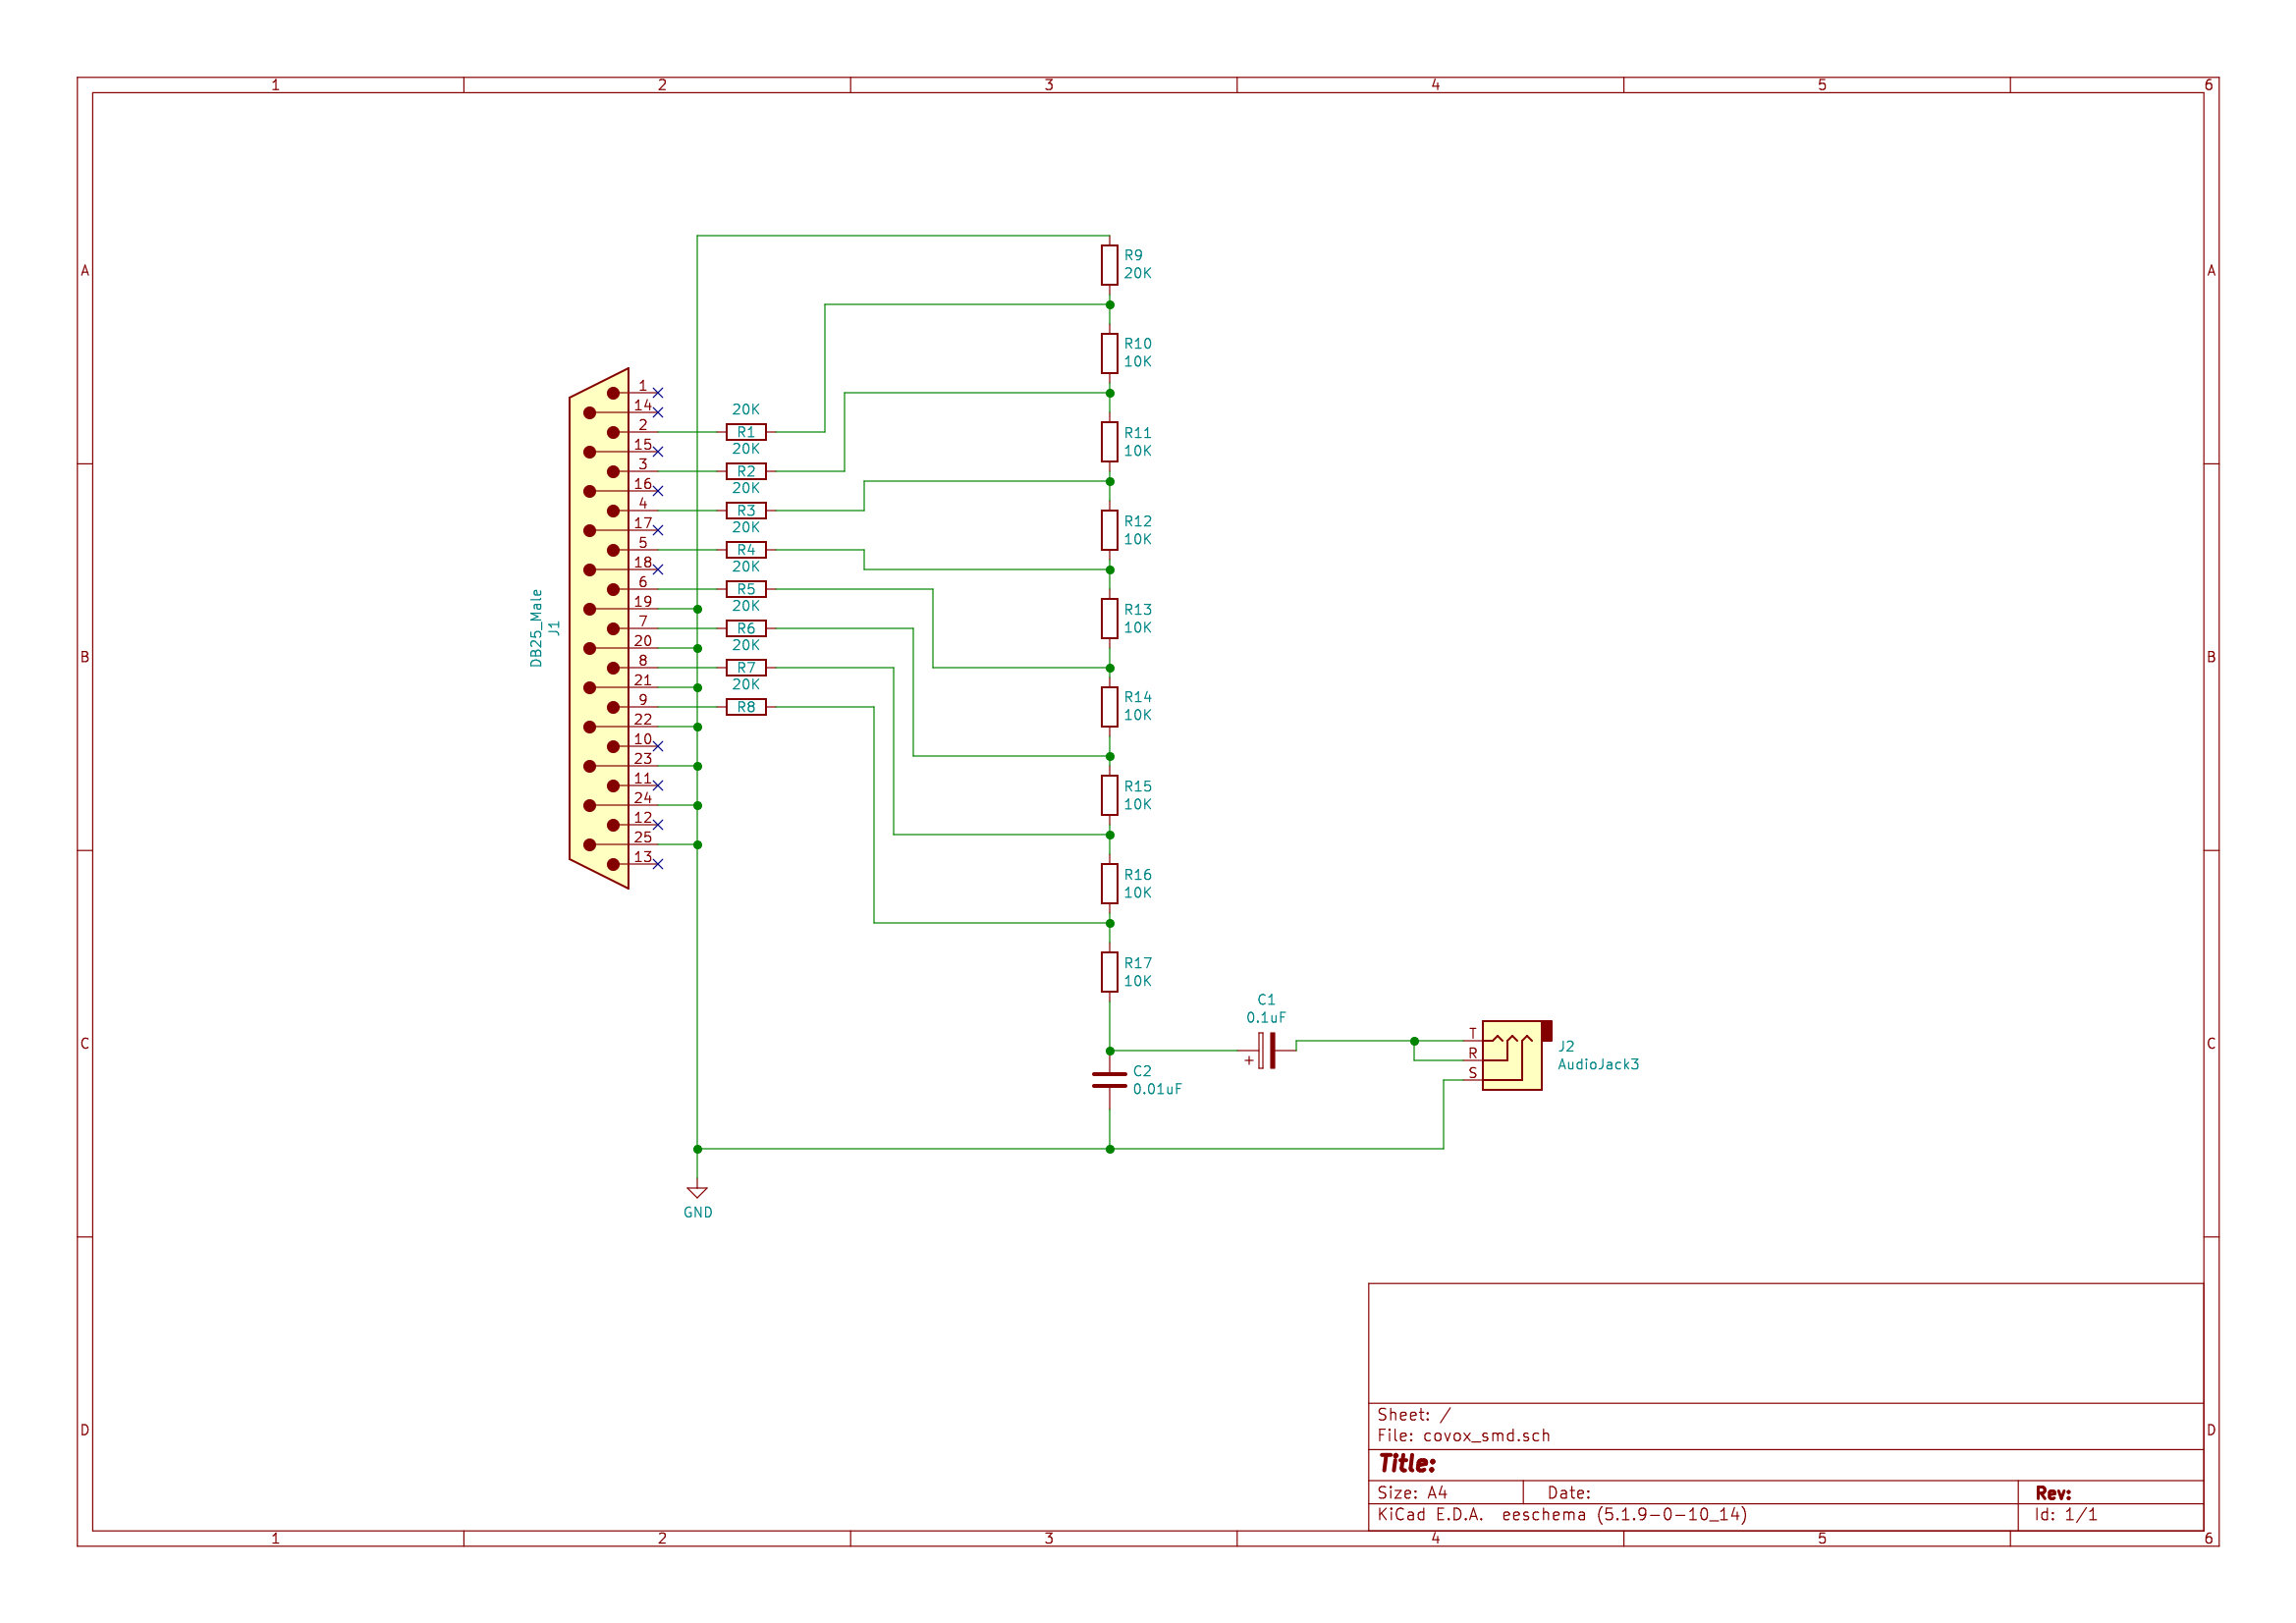 1 2 3 4 5 6
A A
R9
20K
R10
10K
1
14
20K
2 R1
R11
15 20K
10K
3 R2
16 20K
4 R3
R12
17 20K
10K
5 R4
18 20K
6 R5
19 20K
R13
7 R6
10K
20 20K
DB25_Male
J1
B B
8 R7
21 20K
R14
9 R8
10K
22
10
23
11
R15
24
10K
12
25
13
R16
10K
R17
10K
C1
0.1uF
+
T
R
S
J2
AudioJack3
C C
C2
0.01uF
GND
Sheet: /
File: covox_smd.sch
D D
Title:
Size: A4 Date: Rev:
KiCad E.D.A. eeschema (5.1.9-0-10_14) Id: 1/1
1 2 3 4 5 6